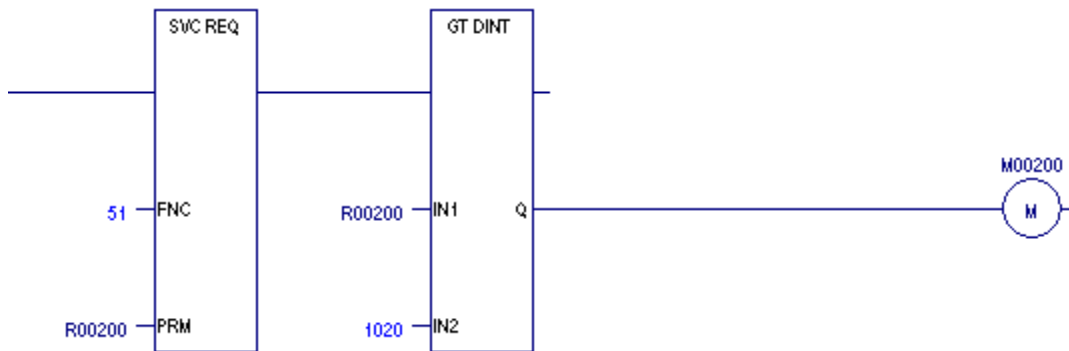 SVC REQ
GT DINT
M00200
M
51
FNC
R00200
IN1
Q
R00200
PRM
1020
IN2